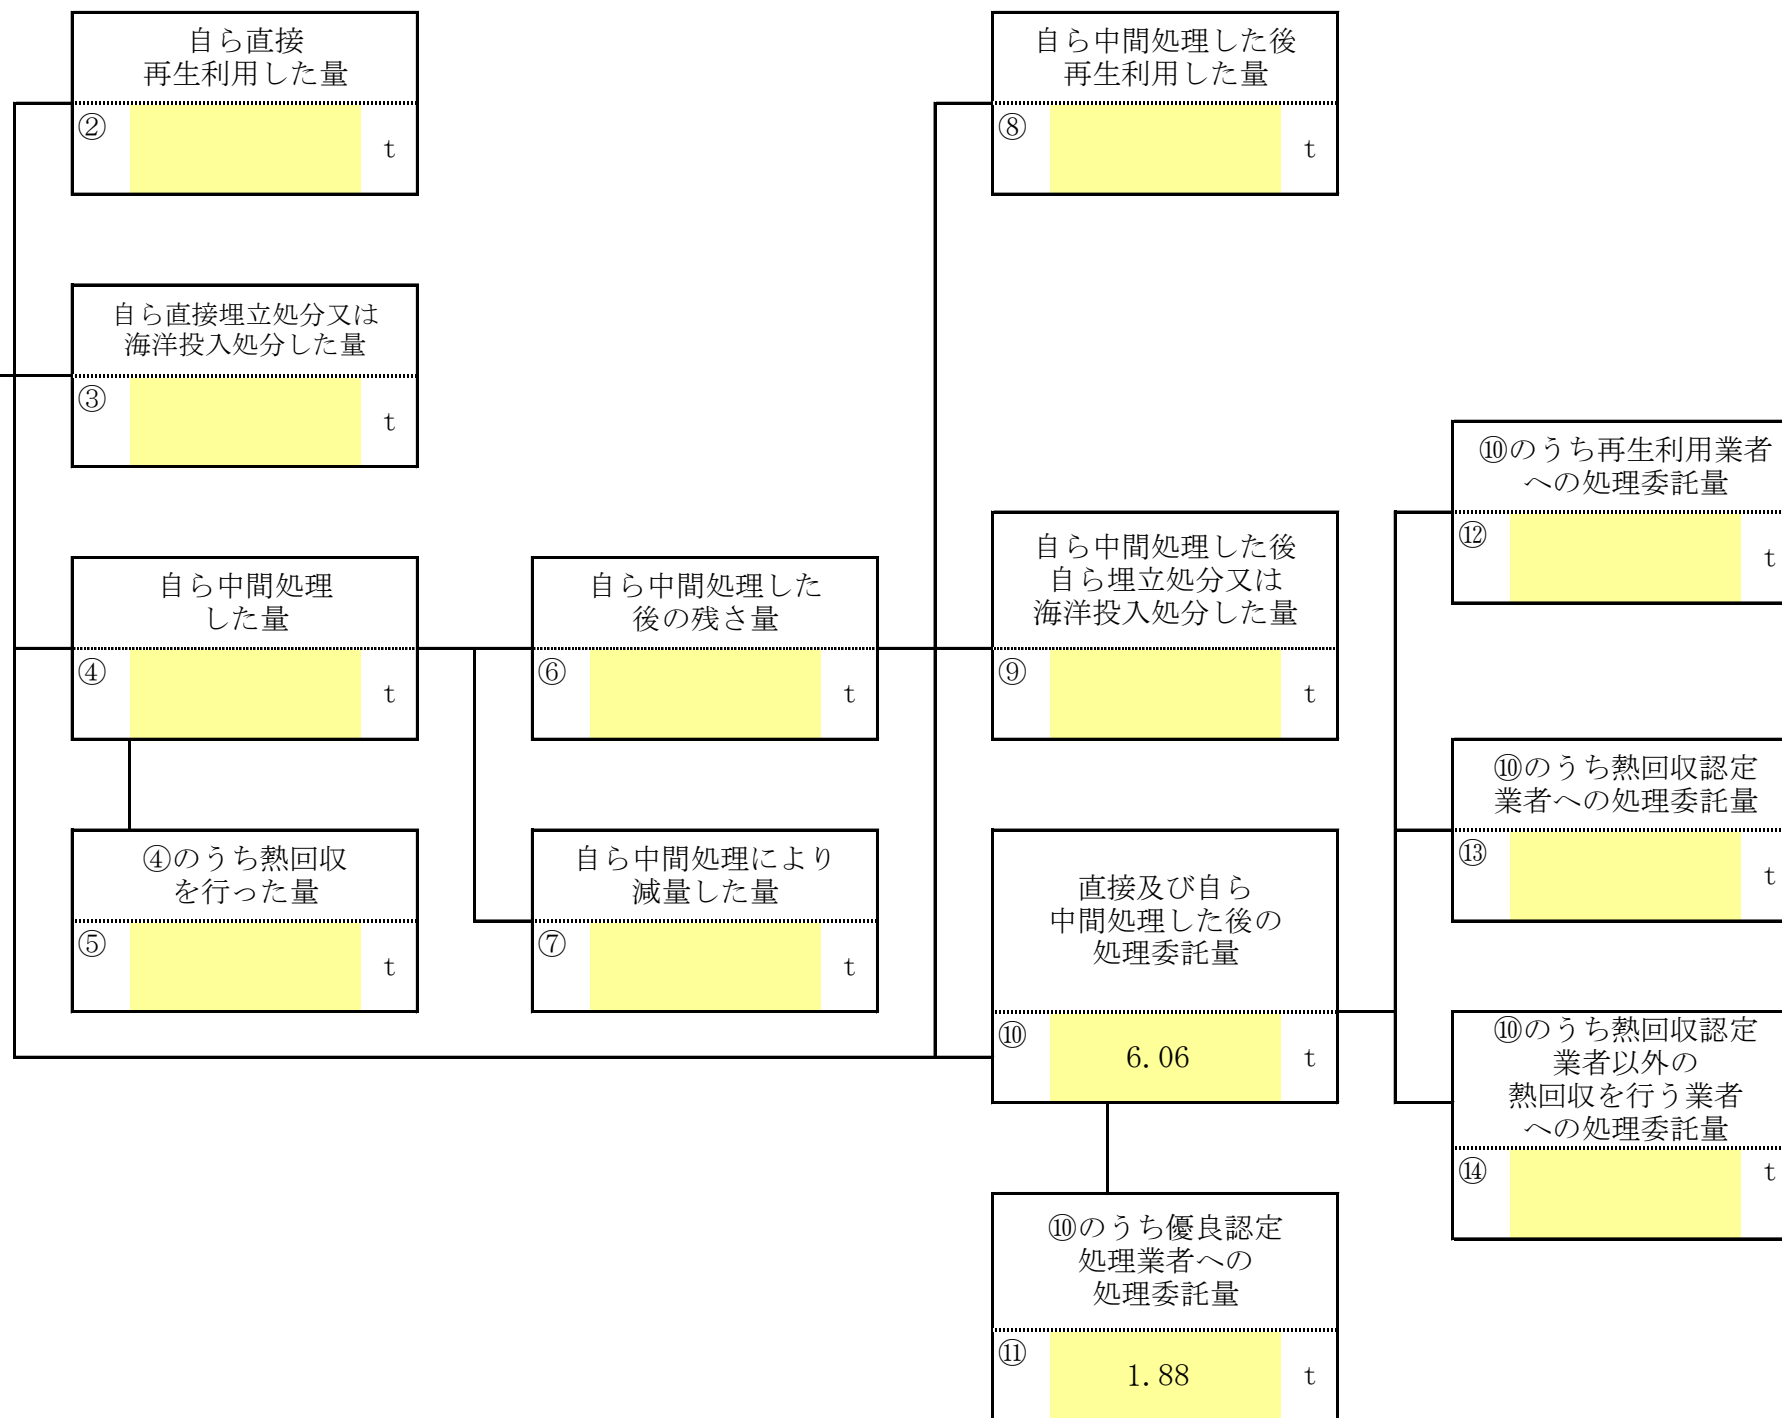 自ら直接
再生利用した量
②
t
自ら中間処理した後
再生利用した量
⑧
t
自ら直接埋立処分又は
海洋投入処分した量
③
t
⑩のうち再生利用業者
への処理委託量
⑫
t
自ら中間処理
した量
④
t
自ら中間処理した
後の残さ量
⑥
t
自ら中間処理した後
自ら埋立処分又は
海洋投入処分した量
⑨
t
⑩のうち熱回収認定
業者への処理委託量
⑬
t
④のうち熱回収
を行った量
⑤
t
自ら中間処理により
減量した量
⑦
t
直接及び自ら
中間処理した後の
処理委託量
⑩
6.06
t
⑩のうち熱回収認定
業者以外の
熱回収を行う業者
への処理委託量
⑭
t
⑩のうち優良認定
処理業者への
処理委託量
⑪
1.88
t